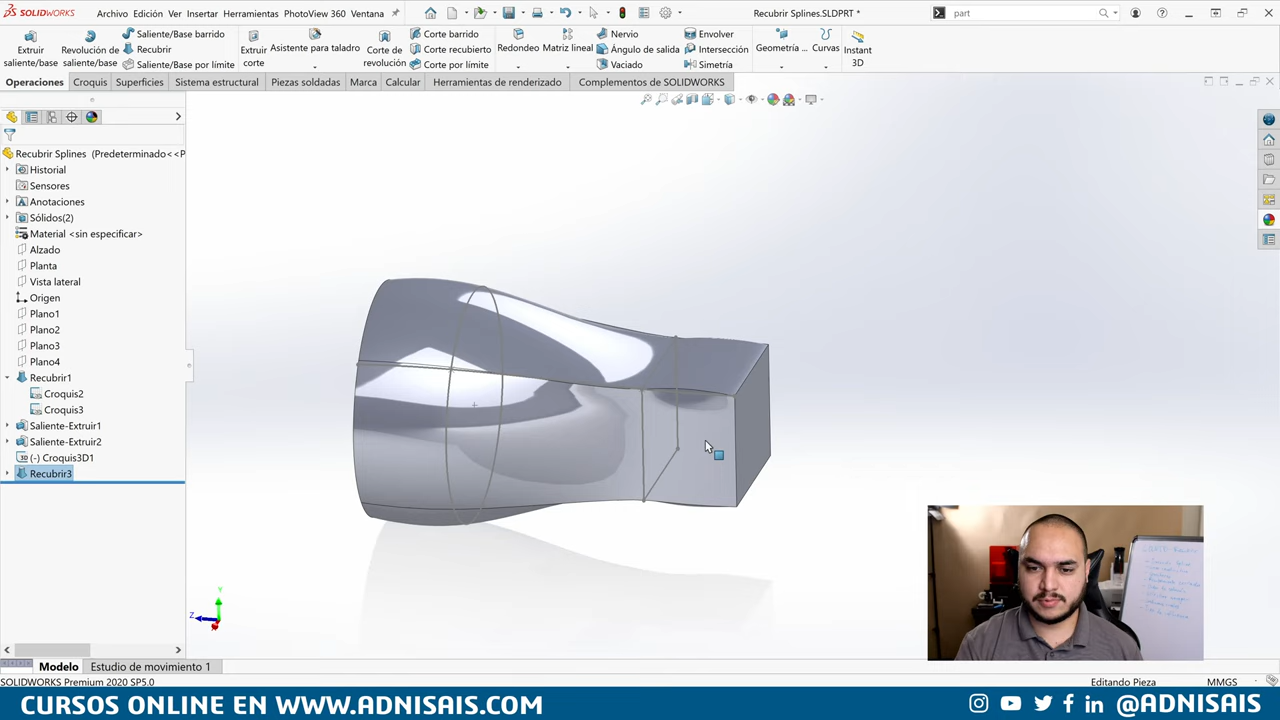 SOLIDWORKS Archivo Edición Ver Insertar Herramientas PhotoView 360 Ventana Recubrir Splines.SLDPRT * part
Extruir saliente/base
Revolución de saliente/base
Saliente/Base barrido
Recubrir
Saliente/Base por límite
Extruir corte
Asistente para taladro
Corte de revolución
Corte barrido
Corte recubierto
Corte por límite
Redondeo
Matriz lineal
Nervio
Ángulo de salida
Vaciado
Envolver
Intersección
Simetría
Geometría ...
Curvas
Instant 3D
Operaciones Croquis Superficies Sistema estructural Piezas soldadas Marca Calcular Herramientas de renderizado Complementos de SOLIDWORKS
Recubrir Splines (Predeterminado<<P
Historial
Sensores
Anotaciones
Sólidos(2)
Material <sin especificar>
Alzado
Planta
Vista lateral
Origen
Plano1
Plano2
Plano3
Plano4
Recubrir1
Croquis2
Croquis3
Saliente-Extruir1
Saliente-Extruir2
(-) Croquis3D1
Recubrir3
Y
Z
Modelo Estudio de movimiento 1
SOLIDWORKS Premium 2020 SP5.0 Editando Pieza MMGS
CURSOS ONLINE EN WWW.ADNISAIS.COM @ADNISAIS